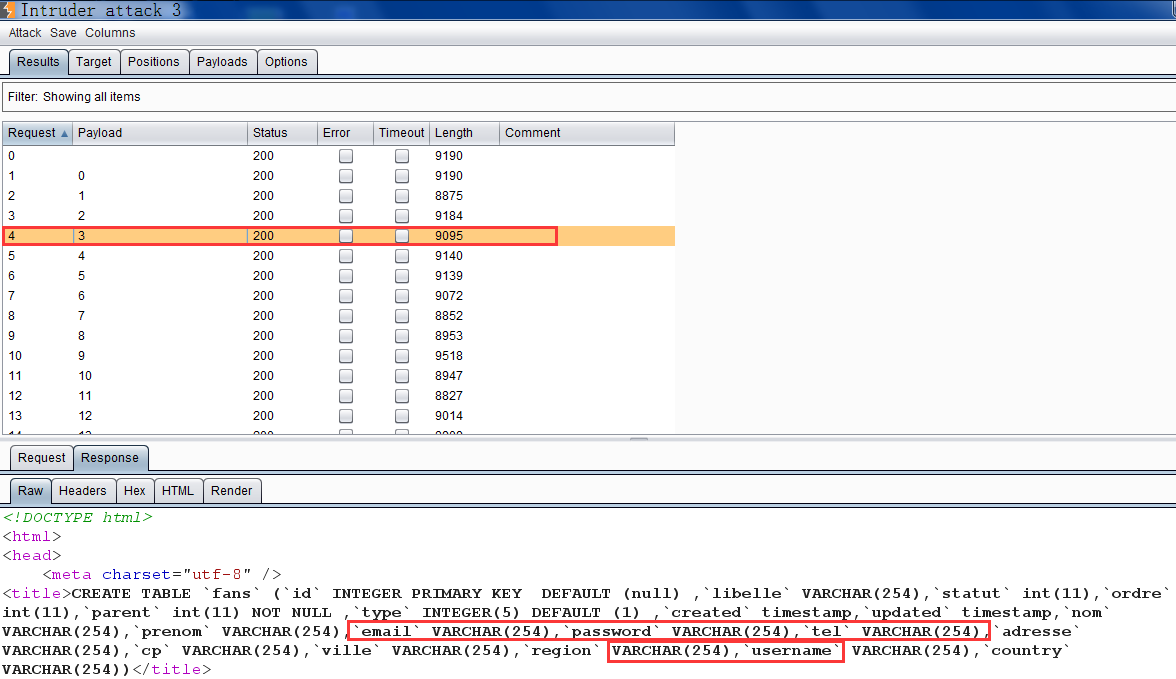 Intruder attack 3
Attack Save Columns
Results Target Positions Payloads Options
Filter: Showing all items
Request Payload Status Error Timeout Length Comment
0 200 9190
1 0 200 9190
2 1 200 8875
3 2 200 9184
4 3 200 9095
5 4 200 9140
6 5 200 9139
7 6 200 9072
8 7 200 8852
9 8 200 8953
10 9 200 9518
11 10 200 8947
12 11 200 8827
13 12 200 9014
Request Response
Raw Headers Hex HTML Render
<!DOCTYPE html>
<html>
<head>
<meta charset="utf-8" />
<title>CREATE TABLE `fans` (`id` INTEGER PRIMARY KEY  DEFAULT (null) ,`libelle` VARCHAR(254),`statut` int(11),`ordre`
int(11),`parent` int(11) NOT NULL ,`type` INTEGER(5) DEFAULT (1) ,`created` timestamp,`updated` timestamp,`nom`
VARCHAR(254),`prenom` VARCHAR(254),`email` VARCHAR(254),`password` VARCHAR(254),`tel` VARCHAR(254),`adresse`
VARCHAR(254),`cp` VARCHAR(254),`ville` VARCHAR(254),`region` VARCHAR(254),`username` VARCHAR(254),`country`
VARCHAR(254))</title>